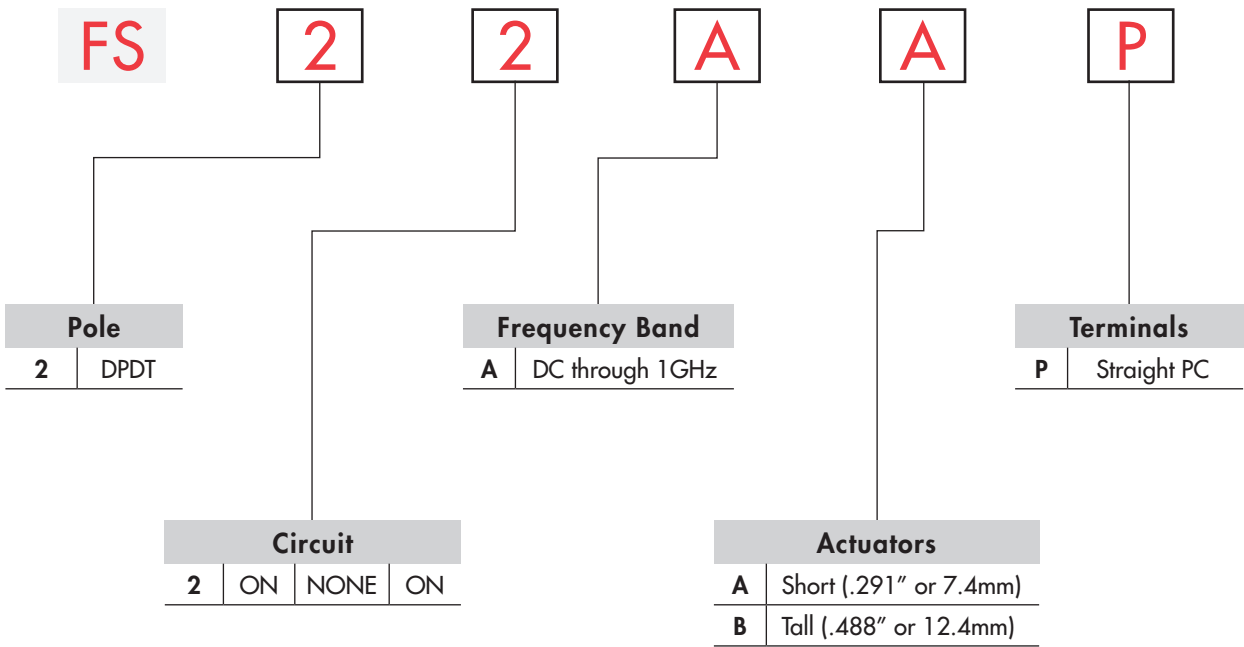 FS 2 2 A A P
Pole
2 DPDT
Frequency Band
A DC through 1GHz
Terminals
P Straight PC
Circuit
2 ON NONE ON
Actuators
A Short (.291" or 7.4mm)
B Tall (.488" or 12.4mm)